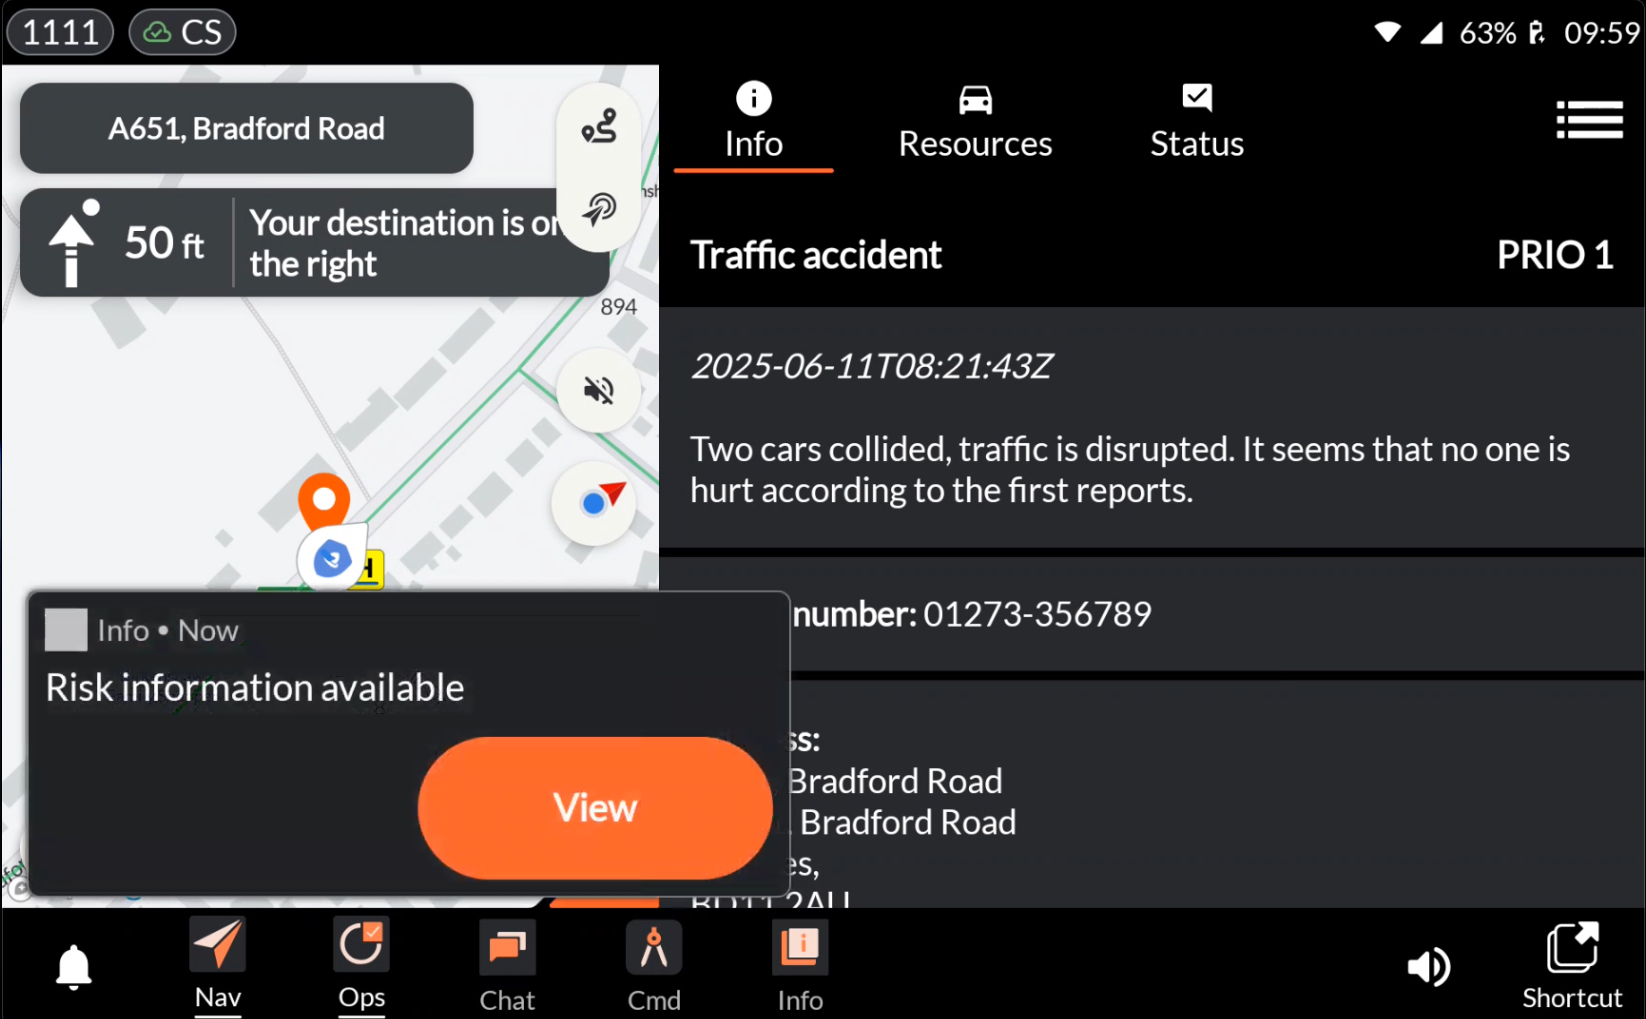 1111
CS
63%
09:59
A651, Bradford Road
50 ft
Your destination is on
the right
894
Info
Resources
Status
Traffic accident
PRIO 1
2025-06-11T08:21:43Z
Two cars collided, traffic is disrupted. It seems that no one is
hurt according to the first reports.
number: 01273-356789
Bradford Road
Bradford Road
Info • Now
Risk information available
View
Nav
Ops
Chat
Cmd
Info
Shortcut